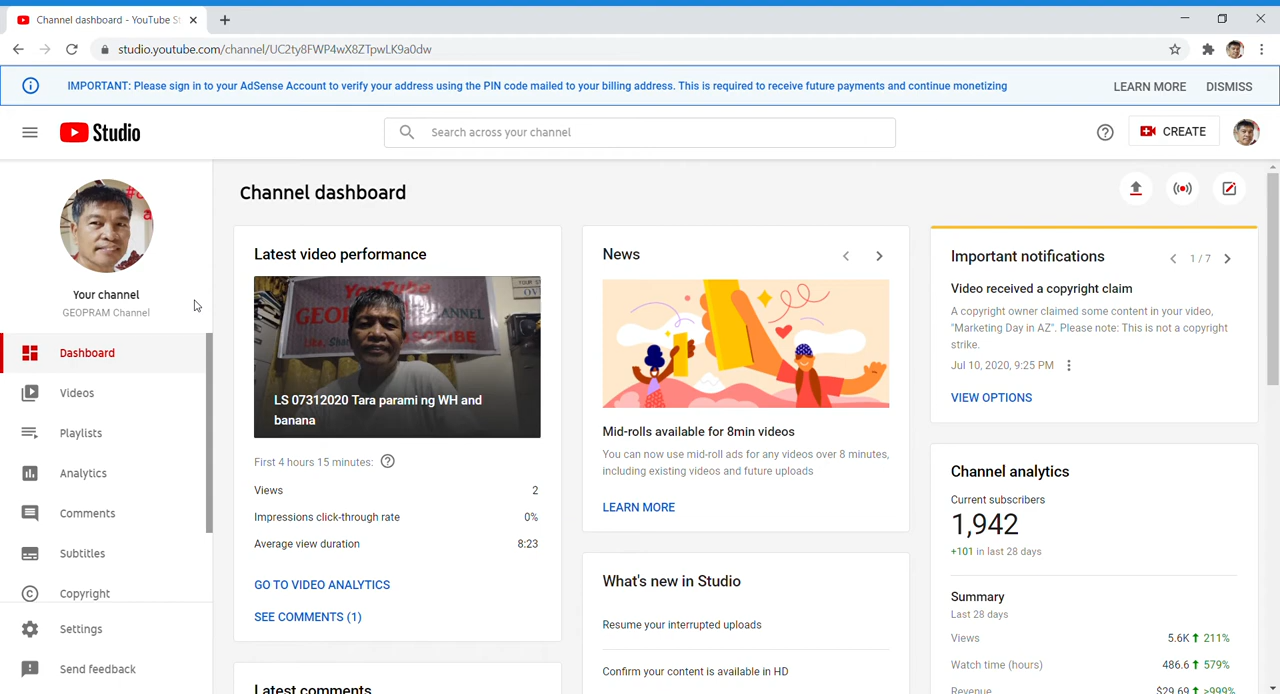 Channel dashboard - YouTube St
studio.youtube.com/channel/UC2ty8FWP4wX8ZTpwLK9a0dw
IMPORTANT: Please sign in to your AdSense Account to verify your address using the PIN code mailed to your billing address. This is required to receive future payments and continue monetizing
LEARN MORE
DISMISS
Studio
Search across your channel
CREATE
Your channel
GEOPRAM Channel
Dashboard
Videos
Playlists
Analytics
Comments
Subtitles
Copyright
Settings
Send feedback
Channel dashboard
Latest video performance
YouTube
LS 07312020 Tara parami ng WH and
banana
First 4 hours 15 minutes:
Views 2
Impressions click-through rate 0%
Average view duration 8:23
GO TO VIDEO ANALYTICS
SEE COMMENTS (1)
Latest comments
News
Mid-rolls available for 8min videos
You can now use mid-roll ads for any videos over 8 minutes,
including existing videos and future uploads
LEARN MORE
What's new in Studio
Resume your interrupted uploads
Confirm your content is available in HD
Important notifications
1 / 7
Video received a copyright claim
A copyright owner claimed some content in your video,
"Marketing Day in AZ". Please note: This is not a copyright
strike.
Jul 10, 2020, 9:25 PM
VIEW OPTIONS
Channel analytics
Current subscribers
1,942
+101 in last 28 days
Summary
Last 28 days
Views 5.6K 211%
Watch time (hours) 486.6 579%
Revenue $29.69 >999%